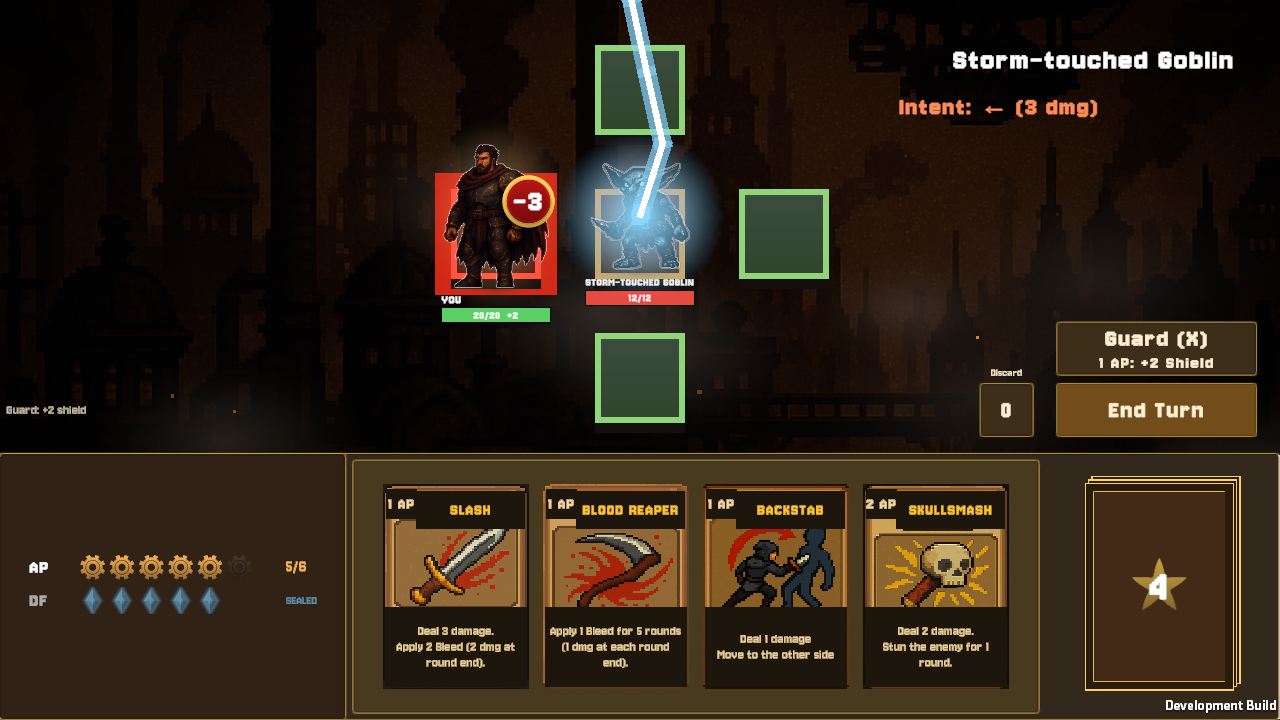 Storm-touched Goblin
Intent: ← (3 dmg)
-3
STORM-TOUCHED GOBLIN
12/12
YOU
20/20 +2
Guard (X)
1 AP: +2 Shield
Discard
0
End Turn
Guard: +2 shield
1 AP
SLASH
Deal 3 damage.
Apply 2 Bleed (2 dmg at
round end).
1 AP
BLOOD REAPER
Apply 1 Bleed for 5 rounds
(1 dmg at each round
end).
1 AP
BACKSTAB
Deal 1 damage
Move to the other side
2 AP
SKULLSMASH
Deal 2 damage.
Stun the enemy for 1
round.
AP
5/6
DF
SEALED
4
Development Build